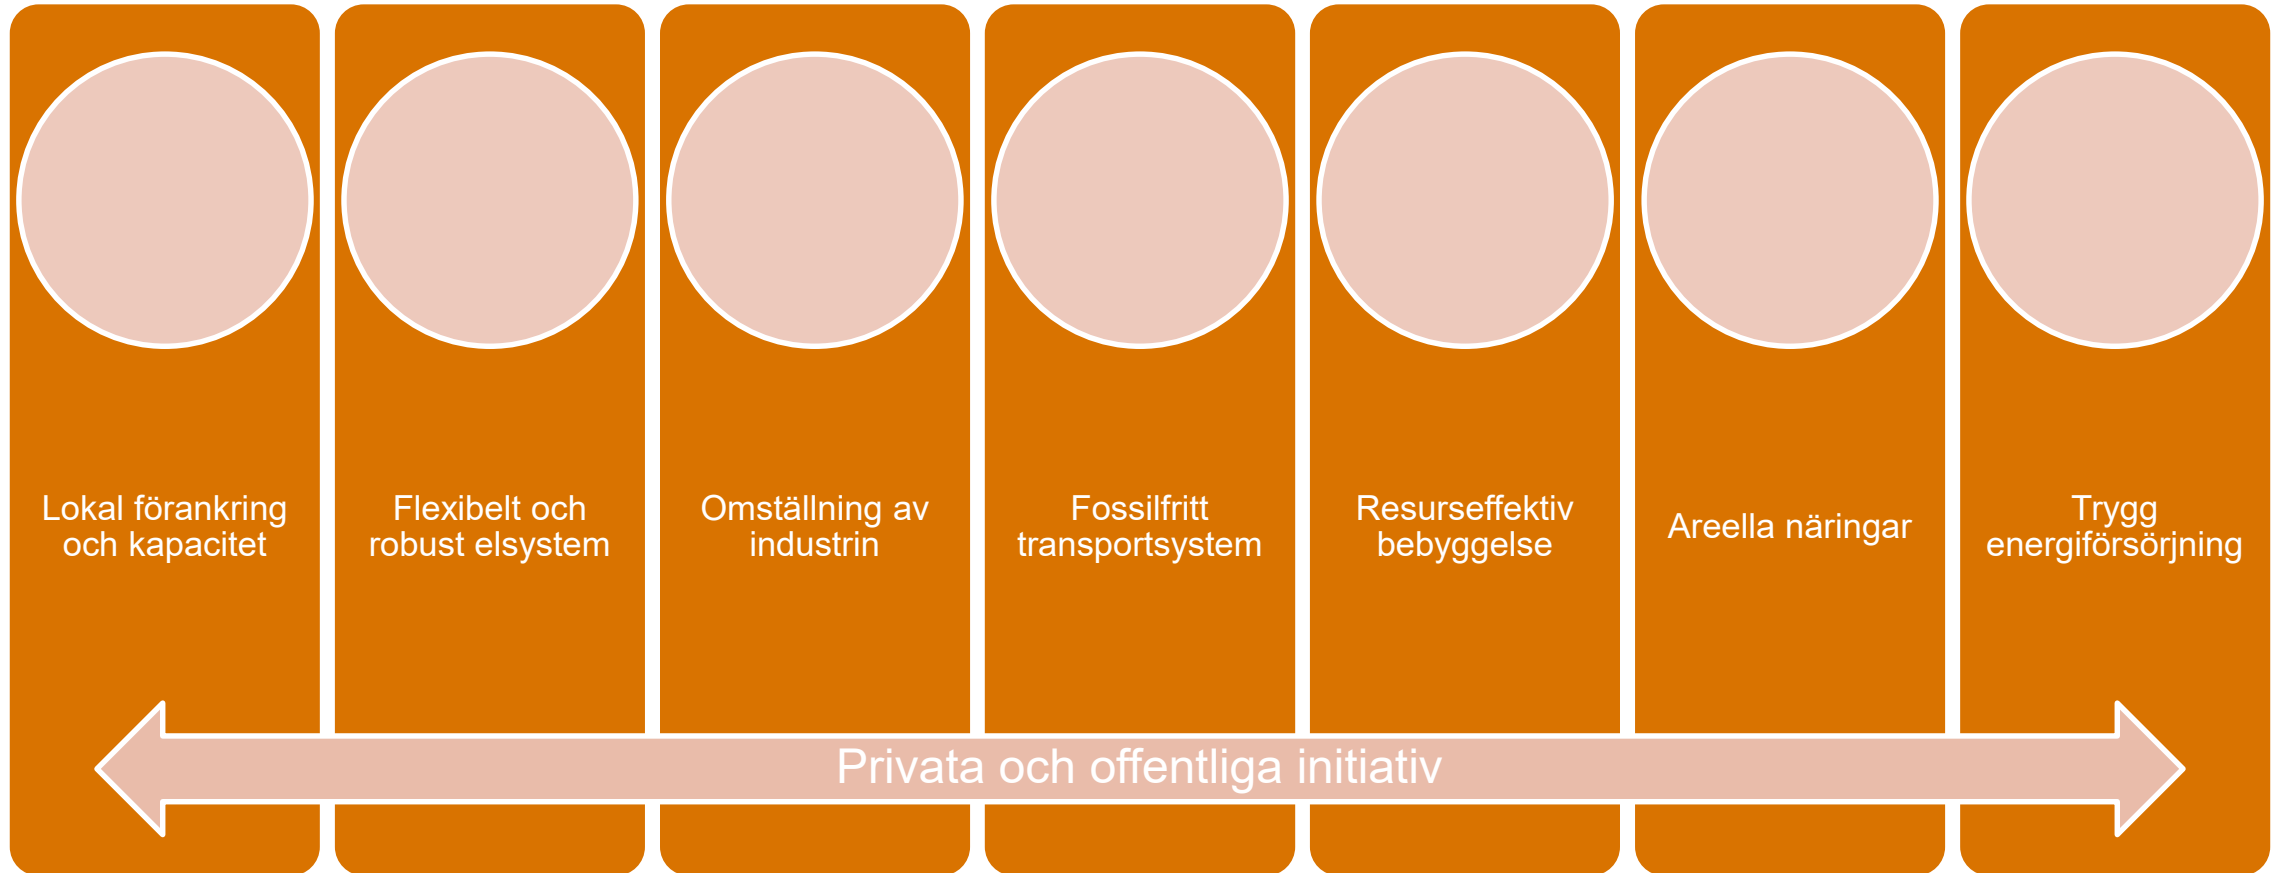 Lokal förankring
och kapacitet
Flexibelt och
robust elsystem
Omställning av
industrin
Fossilfritt
transportsystem
Resurseffektiv
bebyggelse
Areella näringar
Trygg
energiförsörjning
Privata och offentliga initiativ